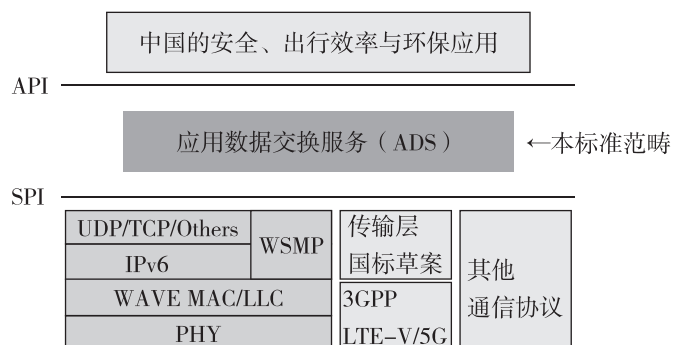 中国的安全、出行效率与环保应用
API
应用数据交换服务（ADS）
←本标准范畴
SPI
UDP/TCP/Others
WSMP
IPv6
WAVE MAC/LLC
PHY
传输层
国标草案
3GPP
LTE-V/5G
其他
通信协议